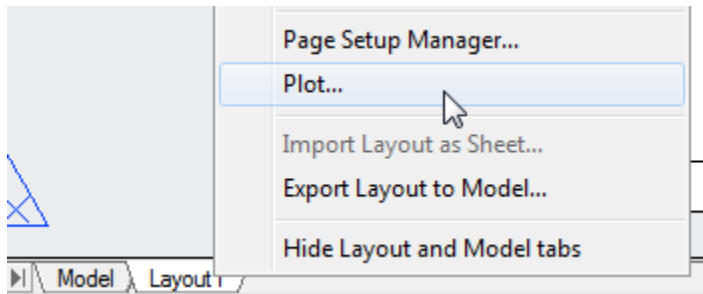 Page Setup Manager...
Plot...
Import Layout as Sheet...
Export Layout to Model...
Hide Layout and Model tabs
Model Layout1